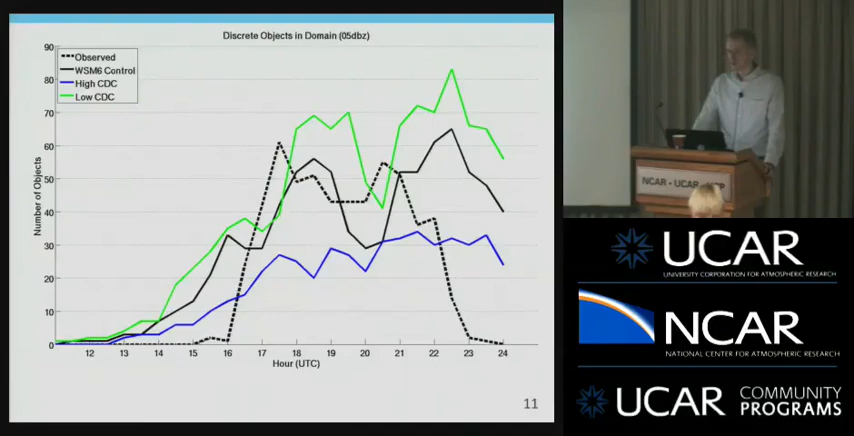 Discrete Objects in Domain (05dbz)
90
80
70
60
50
40
30
20
10
0
Number of Objects
Observed
WSM6 Control
High CDC
Low CDC
12 13 14 15 16 17 18 19 20 21 22 23 24
Hour (UTC)
11
NCAR - UCAR
UCAR
UNIVERSITY CORPORATION FOR ATMOSPHERIC RESEARCH
NCAR
NATIONAL CENTER FOR ATMOSPHERIC RESEARCH
UCAR COMMUNITY
PROGRAMS